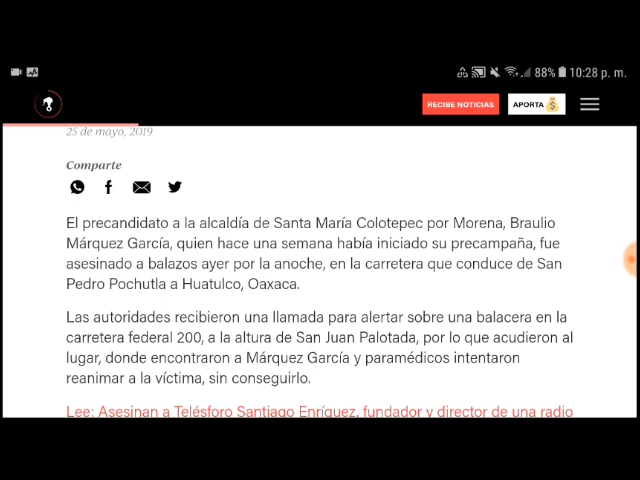 88% 10:28 p. m.
RECIBE NOTICIAS APORTA
25 de mayo, 2019
Comparte
El precandidato a la alcaldía de Santa María Colotepec por Morena, Braulio
Márquez García, quien hace una semana había iniciado su precampaña, fue
asesinado a balazos ayer por la anoche, en la carretera que conduce de San
Pedro Pochutla a Huatulco, Oaxaca.
Las autoridades recibieron una llamada para alertar sobre una balacera en la
carretera federal 200, a la altura de San Juan Palotada, por lo que acudieron al
lugar, donde encontraron a Márquez García y paramédicos intentaron
reanimar a la víctima, sin conseguirlo.
Lee: Asesinan a Telésforo Santiago Enríquez, fundador y director de una radio